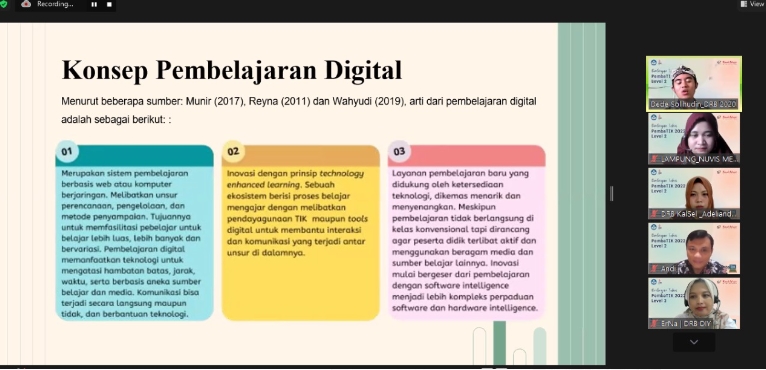 Recording...
View
Konsep Pembelajaran Digital
Menurut beberapa sumber: Munir (2017), Reyna (2011) dan Wahyudi (2019), arti dari pembelajaran digital
adalah sebagai berikut: :
01
Merupakan sistem pembelajaran
berbasis web atau komputer
berjaringan. Melibatkan unsur
perencanaan, pengelolaan, dan
metode penyampaian. Tujuannya
untuk memfasilitasi pebelajar untuk
belajar lebih luas, lebih banyak dan
bervariasi. Pembelajaran digital
memanfaatkan teknologi untuk
mengatasi hambatan batas, jarak,
waktu, serta berbasis aneka sumber
belajar dan media. Komunikasi bisa
terjadi secara langsung maupun
tidak, dan berbantuan teknologi.
02
Inovasi dengan prinsip technology
enhanced learning. Sebuah
ekosistem berisi proses belajar
mengajar dengan melibatkan
pendayagunaan TIK maupun tools
digital untuk membantu interaksi
dan komunikasi yang terjadi antar
unsur di dalamnya.
03
Layanan pembelajaran baru yang
didukung oleh ketersediaan
teknologi, dikemas menarik dan
menyenangkan. Meskipun
pembelajaran tidak berlangsung di
kelas konvensional tapi dirancang
agar peserta didik terlibat aktif dan
menggunakan beragam media dan
sumber belajar lainnya. Inovasi
mulai bergeser dari pembelajaran
dengan software intelligence
menjadi lebih kompleks perpaduan
software dan hardware intelligence.
Dede Solihudin_DRB 2020
LAMPUNG_NUVIS ME...
DRB KalSel_Adeliand...
Andi
ErNa | DRB DIY